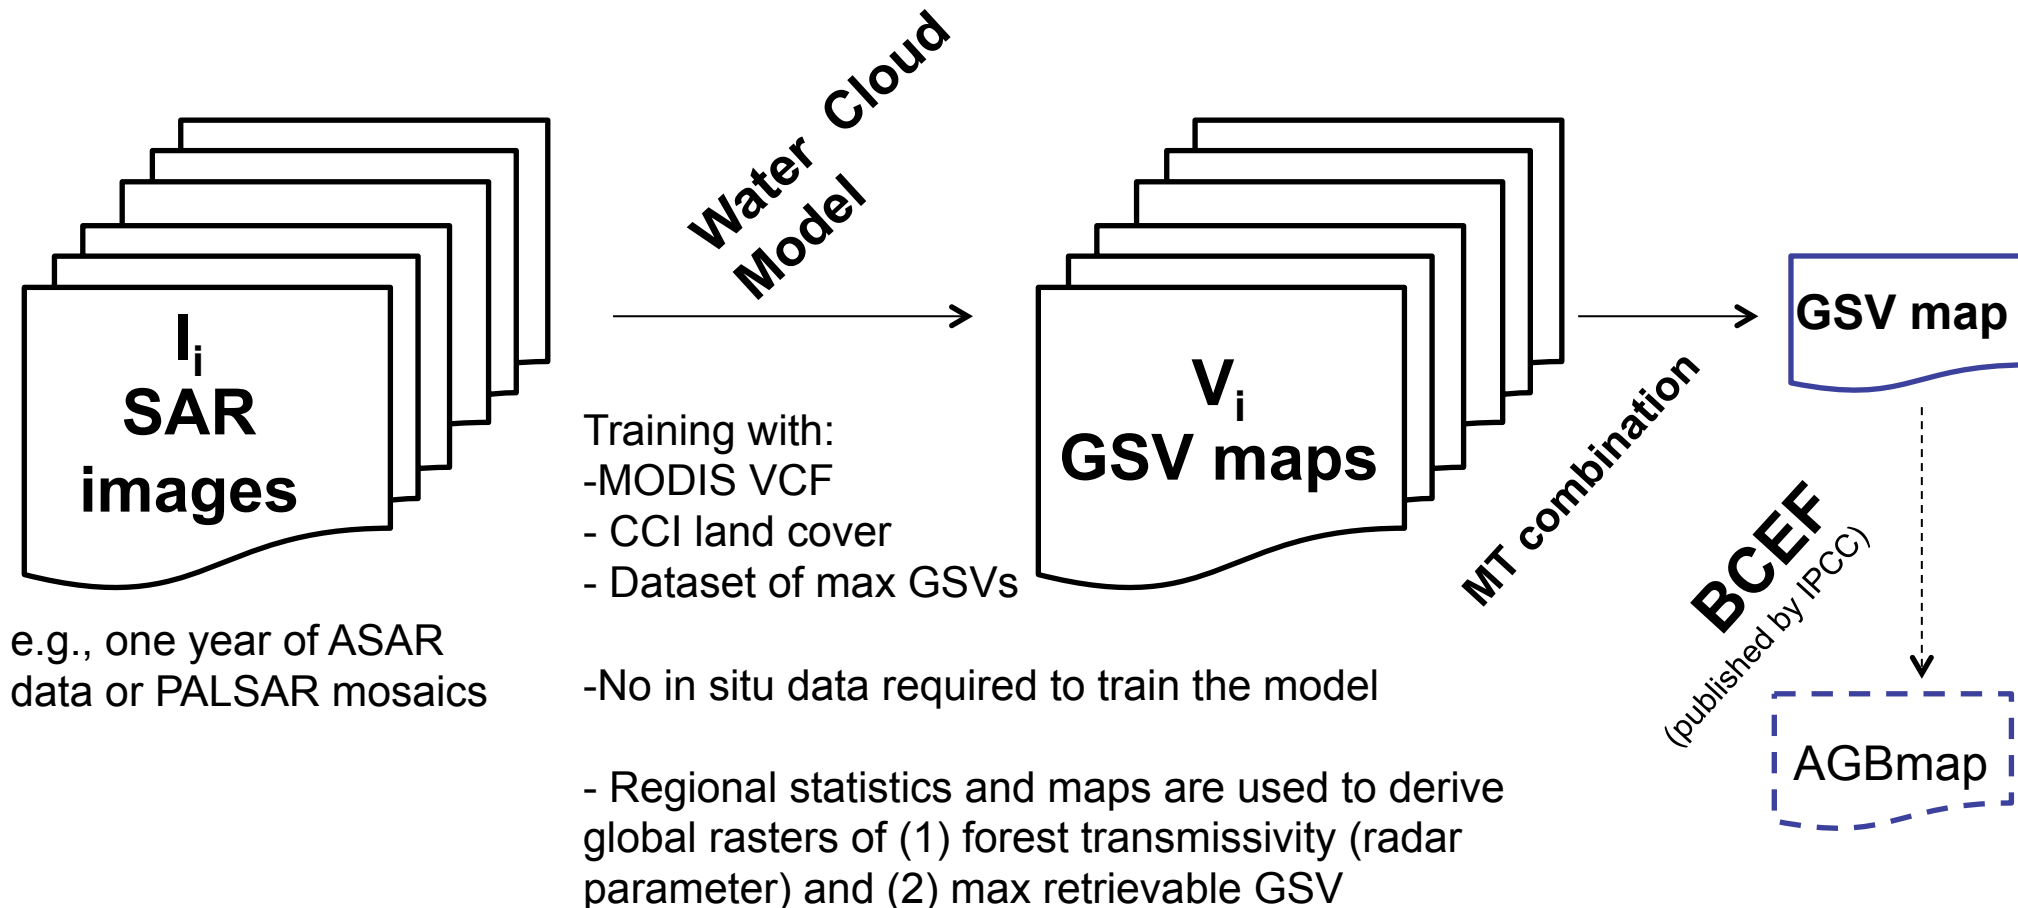 I_i
SAR
images
e.g., one year of ASAR
data or PALSAR mosaics
Water Cloud
Model
Training with:
-MODIS VCF
- CCI land cover
- Dataset of max GSVs
-No in situ data required to train the model
- Regional statistics and maps are used to derive
global rasters of (1) forest transmissivity (radar
parameter) and (2) max retrievable GSV
V_i
GSV maps
MT combination
GSV map
BCEF
(published by IPCC)
AGBmap